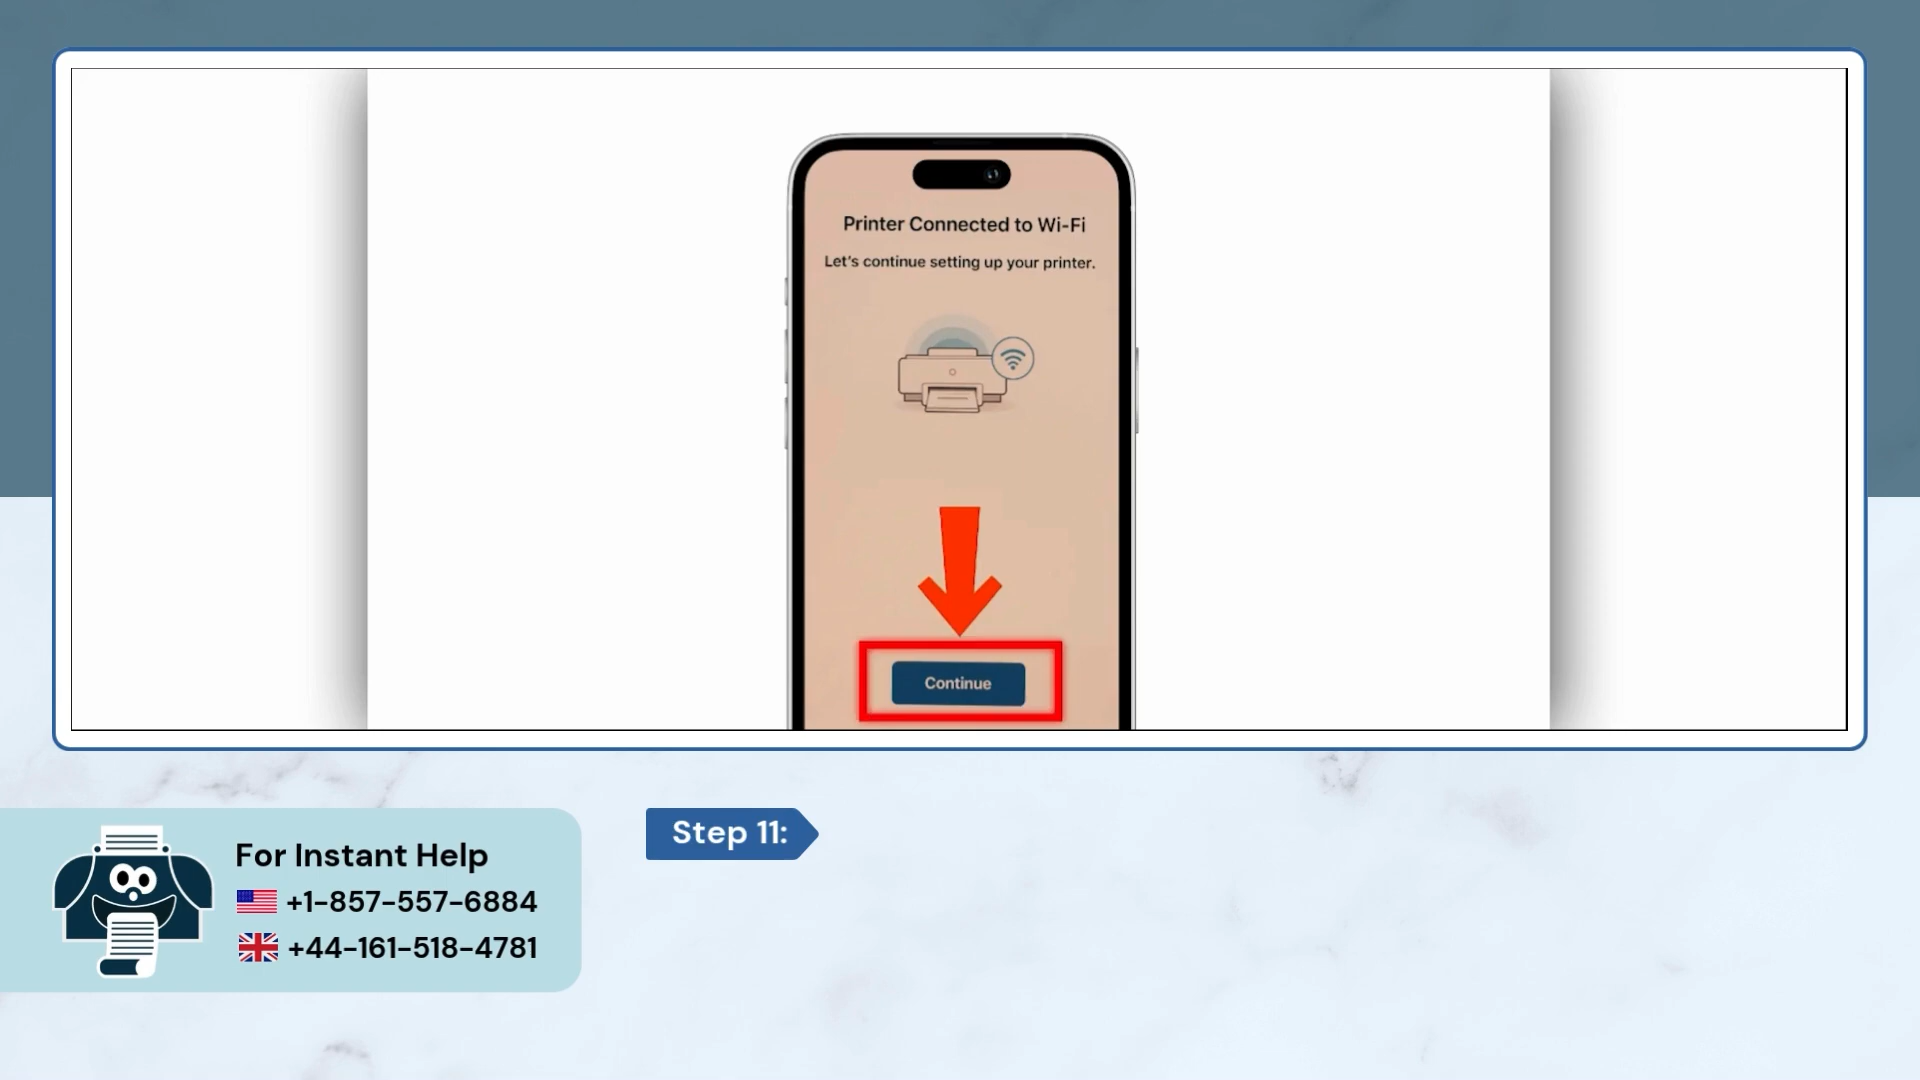 Printer Connected to Wi-Fi
Let's continue setting up your printer.
Continue
Step 11:
For Instant Help
+1-857-557-6884
+44-161-518-4781